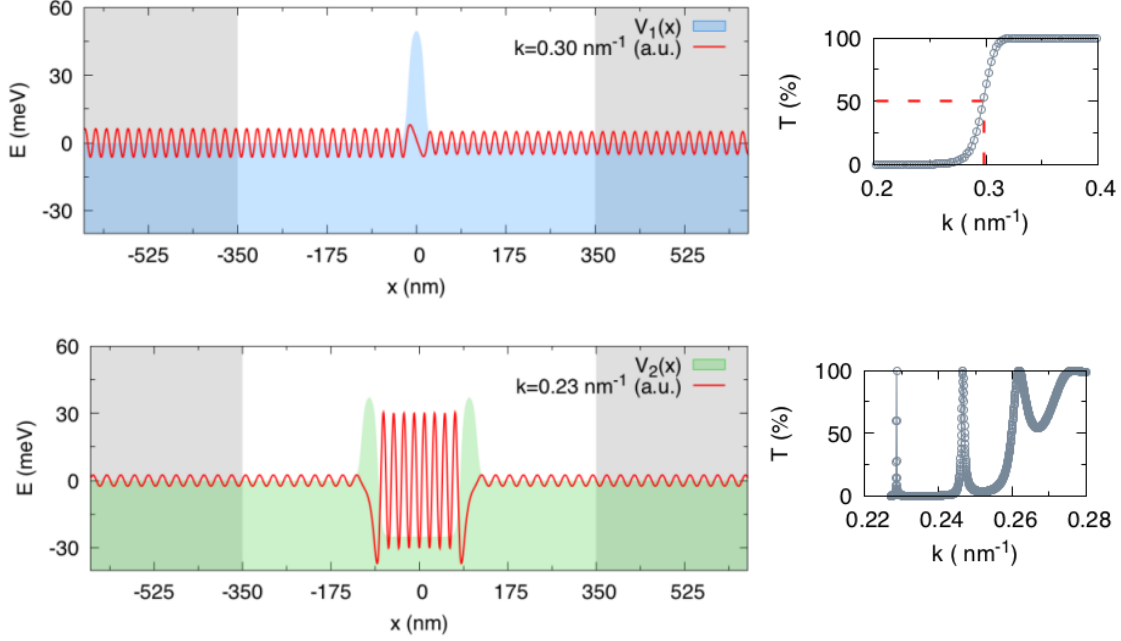 60
30
0
-30
E (meV)
V₁(x)
k=0.30 nm⁻¹ (a.u.)
-525 -350 -175 0 175 350 525
x (nm)
100
50
0
T (%)
0.2 0.3 0.4
k ( nm⁻¹)
60
30
0
-30
E (meV)
V₂(x)
k=0.23 nm⁻¹ (a.u.)
-525 -350 -175 0 175 350 525
x (nm)
100
50
0
T (%)
0.22 0.24 0.26 0.28
k ( nm⁻¹)